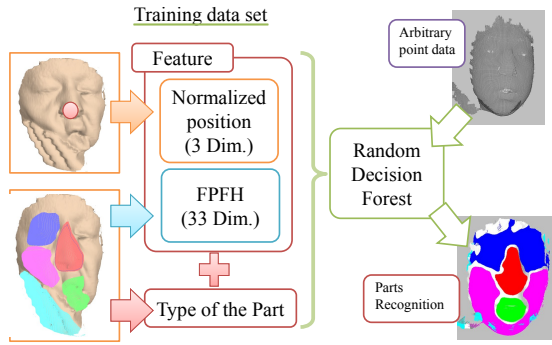 Training data set
Feature
Normalized
position
(3 Dim.)
FPFH
(33 Dim.)
Type of the Part
Random
Decision
Forest
Arbitrary
point data
Parts
Recognition